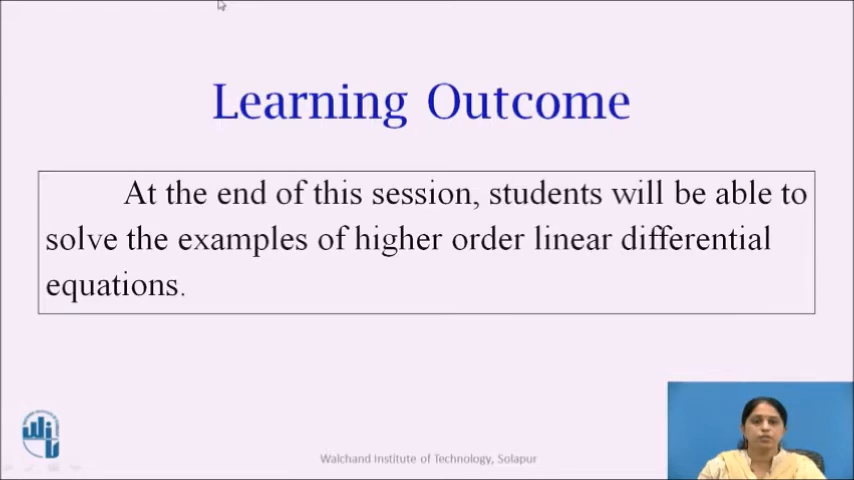 Learning Outcome
At the end of this session, students will be able to
solve the examples of higher order linear differential
equations.
Walchand Institute of Technology, Solapur